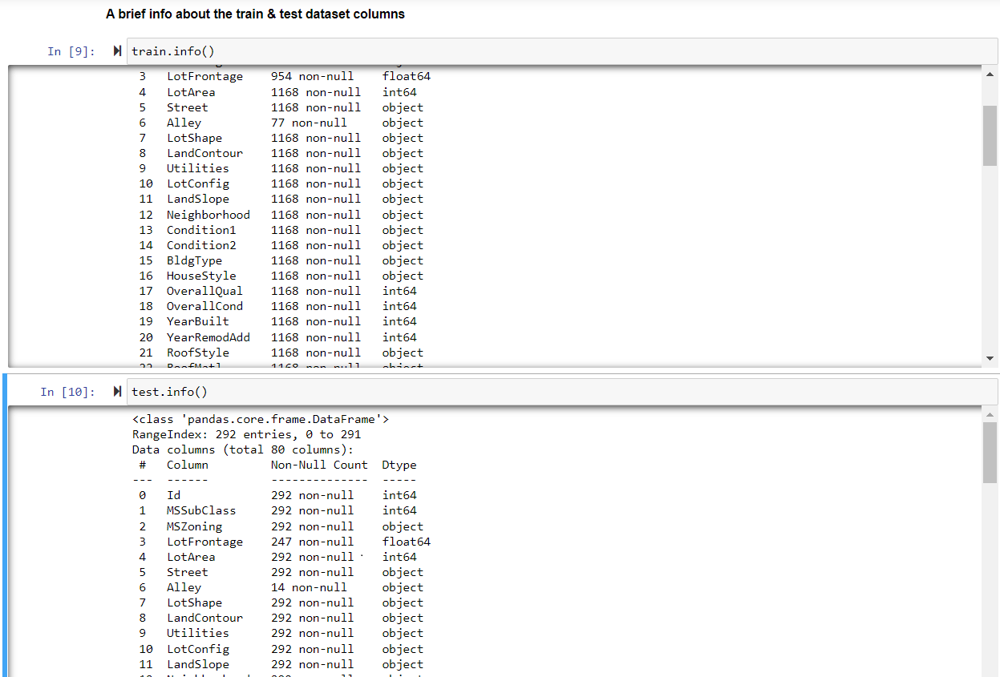 A brief info about the train & test dataset columns
In [9]: train.info()
3 LotFrontage 954 non-null float64
4 LotArea 1168 non-null int64
5 Street 1168 non-null object
6 Alley 77 non-null object
7 LotShape 1168 non-null object
8 LandContour 1168 non-null object
9 Utilities 1168 non-null object
10 LotConfig 1168 non-null object
11 LandSlope 1168 non-null object
12 Neighborhood 1168 non-null object
13 Condition1 1168 non-null object
14 Condition2 1168 non-null object
15 BldgType 1168 non-null object
16 HouseStyle 1168 non-null object
17 OverallQual 1168 non-null int64
18 OverallCond 1168 non-null int64
19 YearBuilt 1168 non-null int64
20 YearRemodAdd 1168 non-null int64
21 RoofStyle 1168 non-null object
22 RoofMatl 1168 non-null object
In [10]: test.info()
<class 'pandas.core.frame.DataFrame'>
RangeIndex: 292 entries, 0 to 291
Data columns (total 80 columns):
# Column Non-Null Count Dtype
--- ------ -------------- -----
0 Id 292 non-null int64
1 MSSubClass 292 non-null int64
2 MSZoning 292 non-null object
3 LotFrontage 247 non-null float64
4 LotArea 292 non-null int64
5 Street 292 non-null object
6 Alley 14 non-null object
7 LotShape 292 non-null object
8 LandContour 292 non-null object
9 Utilities 292 non-null object
10 LotConfig 292 non-null object
11 LandSlope 292 non-null object